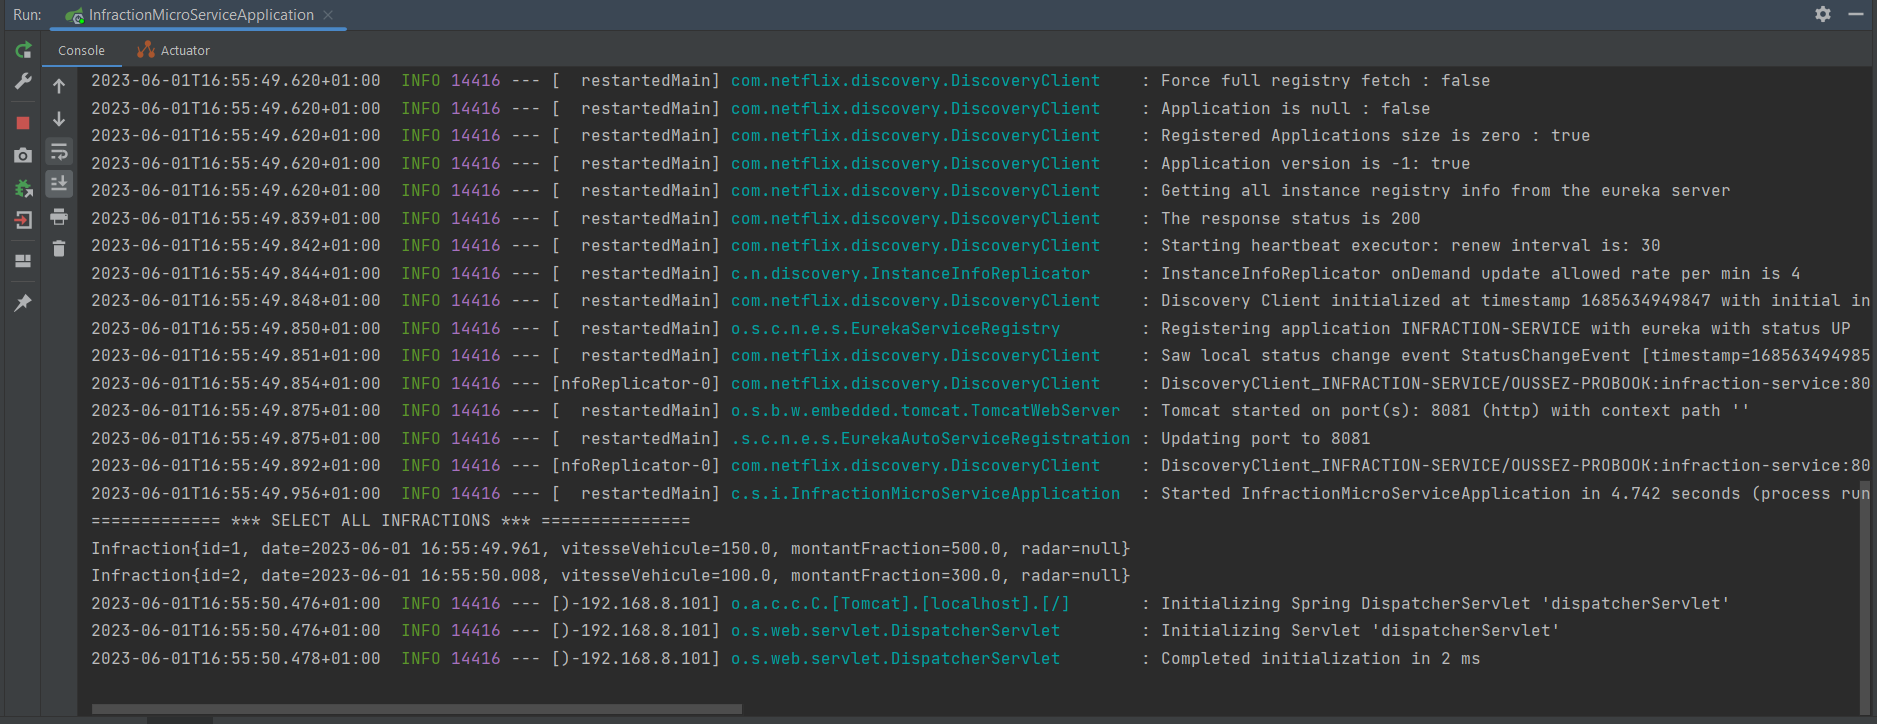 Run: InfractionMicroServiceApplication
Console Actuator
2023-06-01T16:55:49.620+01:00  INFO 14416 --- [  restartedMain] com.netflix.discovery.DiscoveryClient    : Force full registry fetch : false
2023-06-01T16:55:49.620+01:00  INFO 14416 --- [  restartedMain] com.netflix.discovery.DiscoveryClient    : Application is null : false
2023-06-01T16:55:49.620+01:00  INFO 14416 --- [  restartedMain] com.netflix.discovery.DiscoveryClient    : Registered Applications size is zero : true
2023-06-01T16:55:49.620+01:00  INFO 14416 --- [  restartedMain] com.netflix.discovery.DiscoveryClient    : Application version is -1: true
2023-06-01T16:55:49.620+01:00  INFO 14416 --- [  restartedMain] com.netflix.discovery.DiscoveryClient    : Getting all instance registry info from the eureka server
2023-06-01T16:55:49.839+01:00  INFO 14416 --- [  restartedMain] com.netflix.discovery.DiscoveryClient    : The response status is 200
2023-06-01T16:55:49.842+01:00  INFO 14416 --- [  restartedMain] com.netflix.discovery.DiscoveryClient    : Starting heartbeat executor: renew interval is: 30
2023-06-01T16:55:49.844+01:00  INFO 14416 --- [  restartedMain] c.n.discovery.InstanceInfoReplicator     : InstanceInfoReplicator onDemand update allowed rate per min is 4
2023-06-01T16:55:49.848+01:00  INFO 14416 --- [  restartedMain] com.netflix.discovery.DiscoveryClient    : Discovery Client initialized at timestamp 1685634949847 with initial in
2023-06-01T16:55:49.850+01:00  INFO 14416 --- [  restartedMain] o.s.c.n.e.s.EurekaServiceRegistry        : Registering application INFRACTION-SERVICE with eureka with status UP
2023-06-01T16:55:49.851+01:00  INFO 14416 --- [  restartedMain] com.netflix.discovery.DiscoveryClient    : Saw local status change event StatusChangeEvent [timestamp=168563494985
2023-06-01T16:55:49.854+01:00  INFO 14416 --- [nfoReplicator-0] com.netflix.discovery.DiscoveryClient    : DiscoveryClient_INFRACTION-SERVICE/OUSSEZ-PROBOOK:infraction-service:80
2023-06-01T16:55:49.875+01:00  INFO 14416 --- [  restartedMain] o.s.b.w.embedded.tomcat.TomcatWebServer  : Tomcat started on port(s): 8081 (http) with context path ''
2023-06-01T16:55:49.875+01:00  INFO 14416 --- [  restartedMain] .s.c.n.e.s.EurekaAutoServiceRegistration : Updating port to 8081
2023-06-01T16:55:49.892+01:00  INFO 14416 --- [nfoReplicator-0] com.netflix.discovery.DiscoveryClient    : DiscoveryClient_INFRACTION-SERVICE/OUSSEZ-PROBOOK:infraction-service:80
2023-06-01T16:55:49.956+01:00  INFO 14416 --- [  restartedMain] c.s.i.InfractionMicroServiceApplication  : Started InfractionMicroServiceApplication in 4.742 seconds (process run
============= *** SELECT ALL INFRACTIONS *** ===============
Infraction{id=1, date=2023-06-01 16:55:49.961, vitesseVehicule=150.0, montantFraction=500.0, radar=null}
Infraction{id=2, date=2023-06-01 16:55:50.008, vitesseVehicule=100.0, montantFraction=300.0, radar=null}
2023-06-01T16:55:50.476+01:00  INFO 14416 --- [)-192.168.8.101] o.a.c.c.C.[Tomcat].[localhost].[/]       : Initializing Spring DispatcherServlet 'dispatcherServlet'
2023-06-01T16:55:50.476+01:00  INFO 14416 --- [)-192.168.8.101] o.s.web.servlet.DispatcherServlet        : Initializing Servlet 'dispatcherServlet'
2023-06-01T16:55:50.478+01:00  INFO 14416 --- [)-192.168.8.101] o.s.web.servlet.DispatcherServlet        : Completed initialization in 2 ms